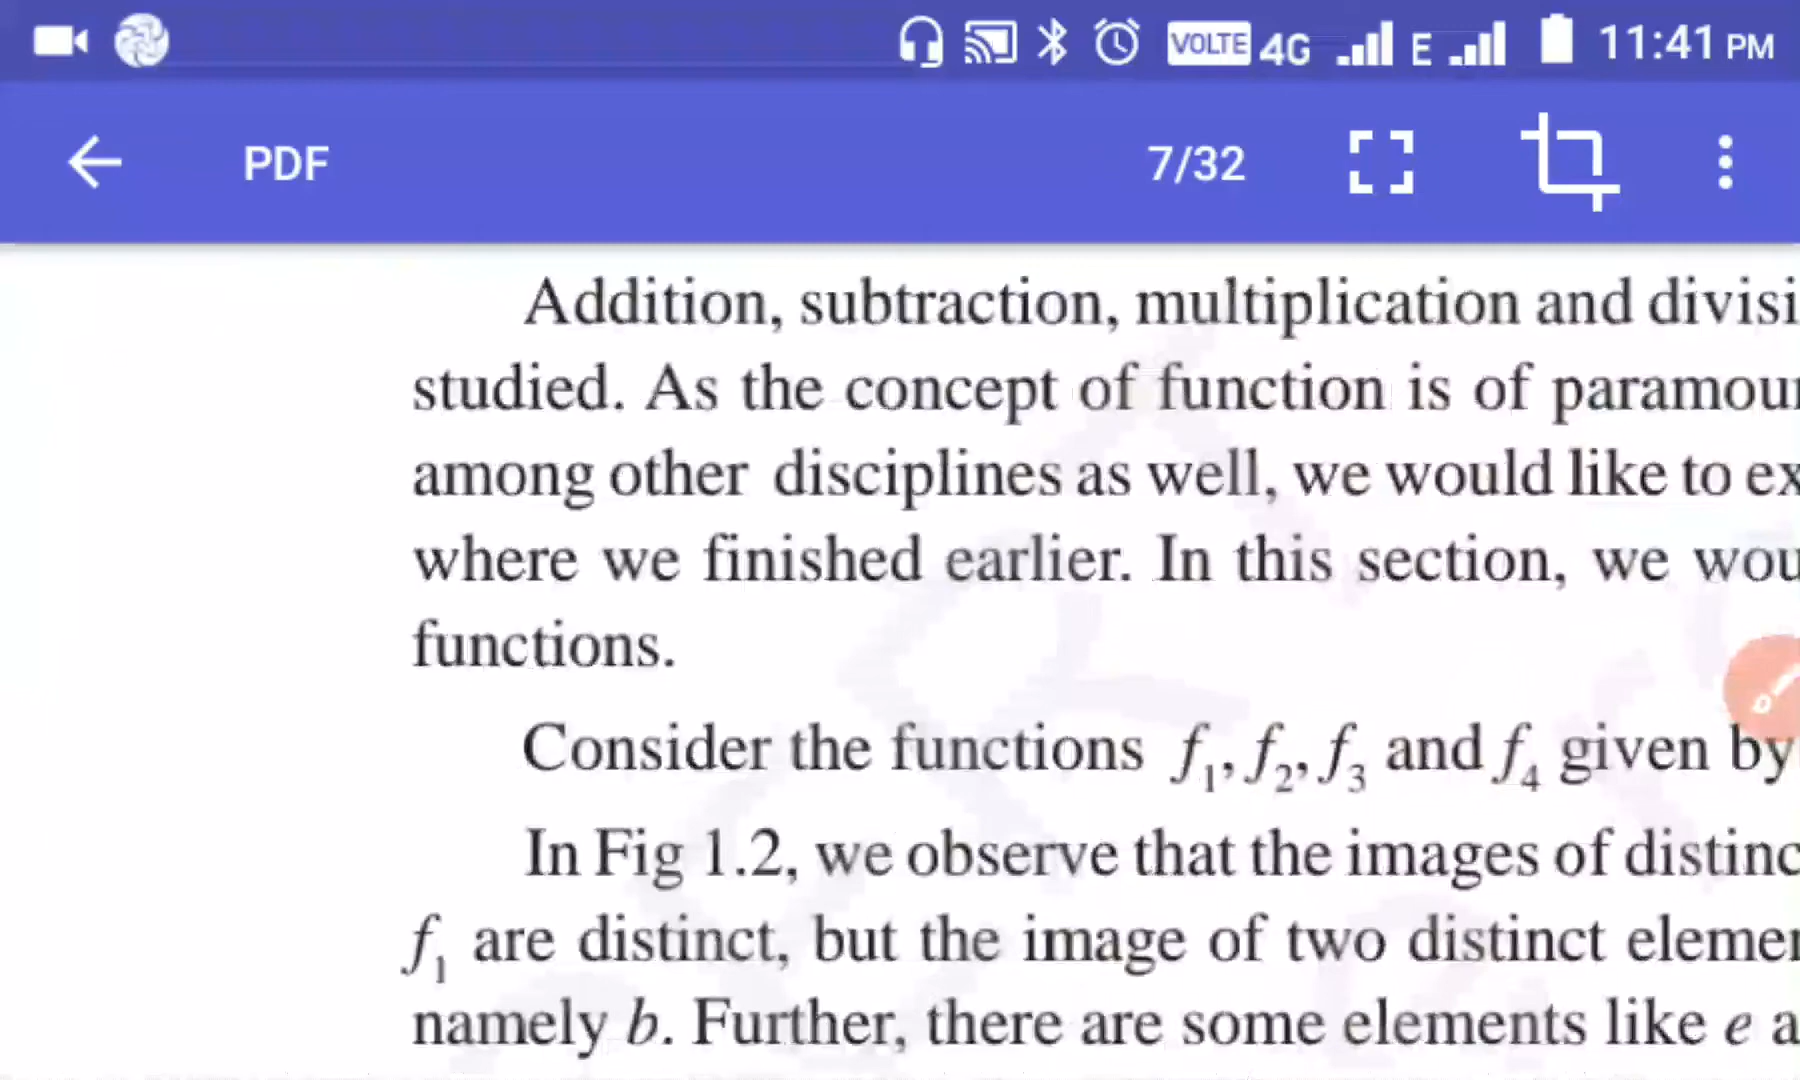 VOLTE 4G E 11:41 PM
PDF 7/32
Addition, subtraction, multiplication and divisi
studied. As the concept of function is of paramou
among other disciplines as well, we would like to ex
where we finished earlier. In this section, we wou
functions.
Consider the functions f1, f2, f3 and f4 given by
In Fig 1.2, we observe that the images of distinc
f1 are distinct, but the image of two distinct elemen
namely b. Further, there are some elements like e a